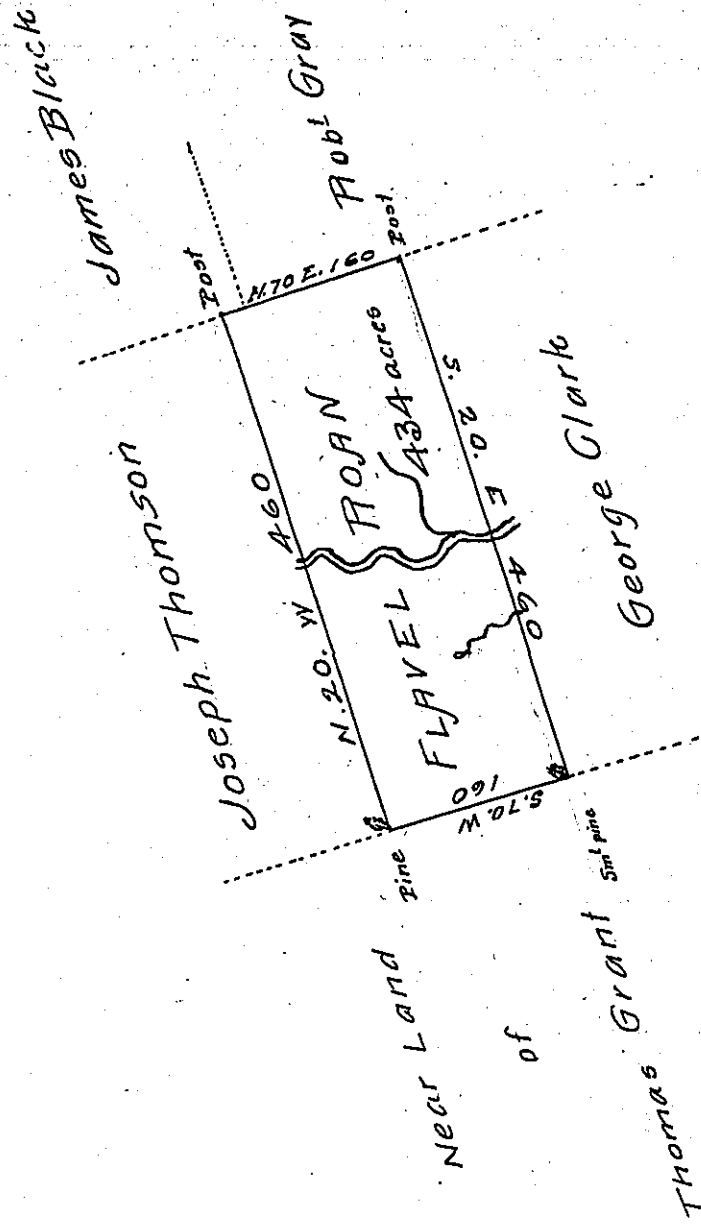 James Black
Robt Gray
Post
N.70 E. 160
Post
Joseph Thomson
N.20. W 460
FLAVEL ROAN
434 acres
S. 20. E 460
George Clark
S.70. W
160
Pine
Sml pine
Near Land
of
Thomas Grant